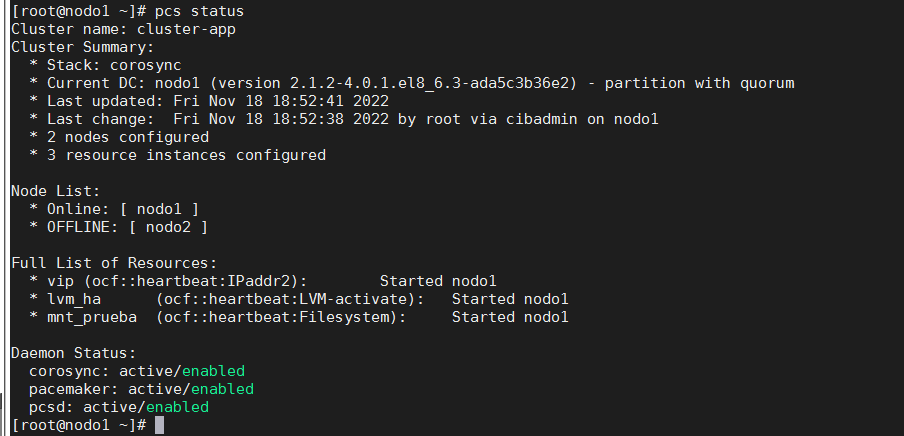 [root@nodo1 ~]# pcs status
Cluster name: cluster-app
Cluster Summary:
  * Stack: corosync
  * Current DC: nodo1 (version 2.1.2-4.0.1.el8_6.3-ada5c3b36e2) - partition with quorum
  * Last updated: Fri Nov 18 18:52:41 2022
  * Last change:  Fri Nov 18 18:52:38 2022 by root via cibadmin on nodo1
  * 2 nodes configured
  * 3 resource instances configured

Node List:
  * Online: [ nodo1 ]
  * OFFLINE: [ nodo2 ]

Full List of Resources:
  * vip (ocf::heartbeat:IPaddr2):        Started nodo1
  * lvm_ha      (ocf::heartbeat:LVM-activate):   Started nodo1
  * mnt_prueba  (ocf::heartbeat:Filesystem):     Started nodo1

Daemon Status:
  corosync: active/enabled
  pacemaker: active/enabled
  pcsd: active/enabled
[root@nodo1 ~]#